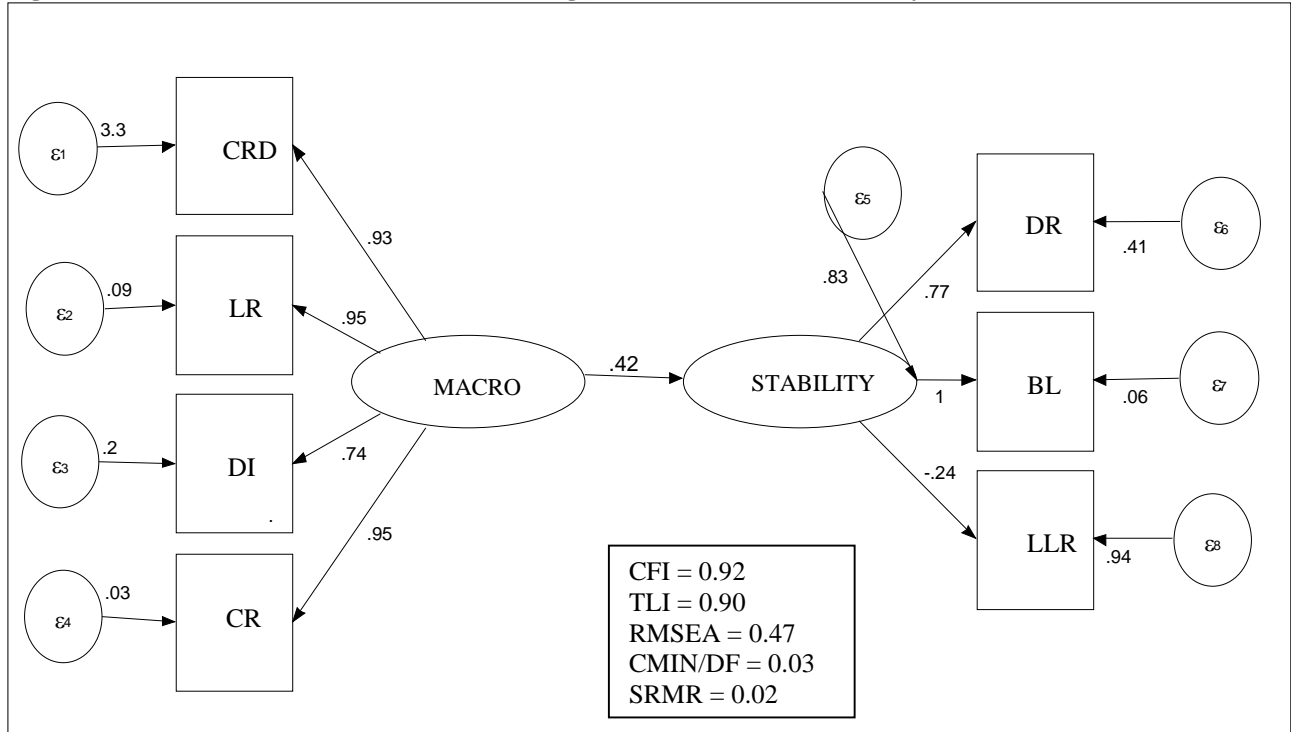 3.3
ε1
CRD
.93
.09
ε2
LR
.95
.2
ε3
DI
.
.74
.03
ε4
CR
.95
MACRO
.42
STABILITY
ε5
.83
.77
DR
.41
ε6
1
BL
.06
ε7
-.24
LLR
.94
ε8
CFI = 0.92
TLI = 0.90
RMSEA = 0.47
CMIN/DF = 0.03
SRMR = 0.02